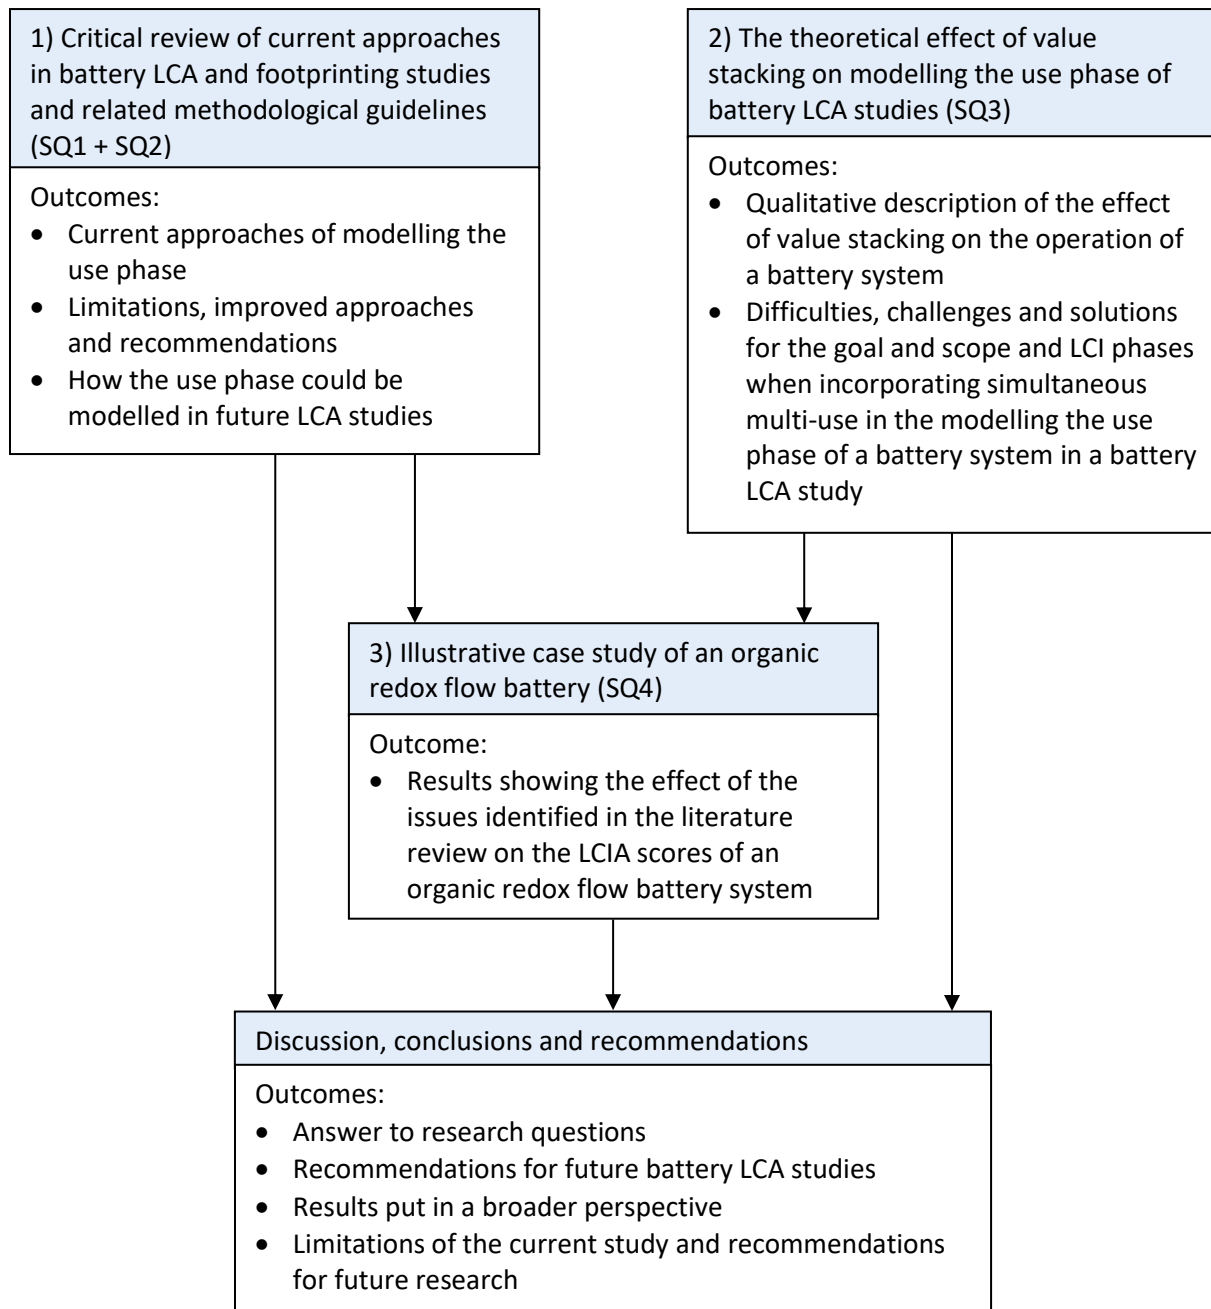 1) Critical review of current approaches
in battery LCA and footprinting studies
and related methodological guidelines
(SQ1 + SQ2)
Outcomes:
• Current approaches of modelling the
use phase
• Limitations, improved approaches
and recommendations
• How the use phase could be
modelled in future LCA studies
2) The theoretical effect of value
stacking on modelling the use phase of
battery LCA studies (SQ3)
Outcomes:
• Qualitative description of the effect
of value stacking on the operation of
a battery system
• Difficulties, challenges and solutions
for the goal and scope and LCI phases
when incorporating simultaneous
multi-use in the modelling the use
phase of a battery system in a battery
LCA study
3) Illustrative case study of an organic
redox flow battery (SQ4)
Outcome:
• Results showing the effect of the
issues identified in the literature
review on the LCIA scores of an
organic redox flow battery system
Discussion, conclusions and recommendations
Outcomes:
• Answer to research questions
• Recommendations for future battery LCA studies
• Results put in a broader perspective
• Limitations of the current study and recommendations
for future research